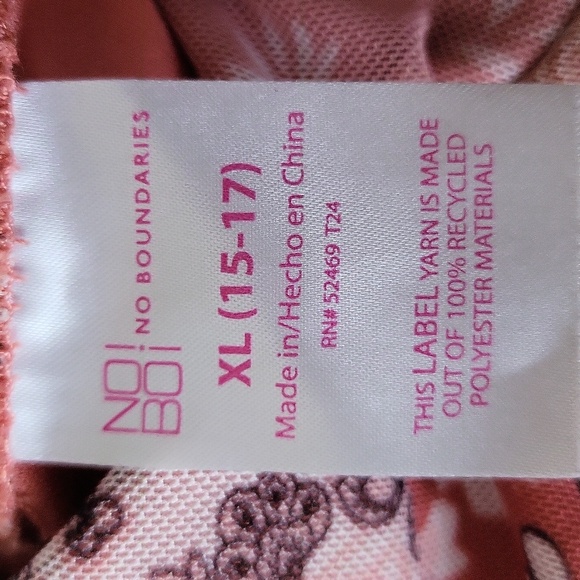 NO!
BO!
NO BOUNDARIES
XL (15-17)
Made in/Hecho en China
RN# 52469 T24
THIS LABEL YARN IS MADE
OUT OF 100% RECYCLED
POLYESTER MATERIALS